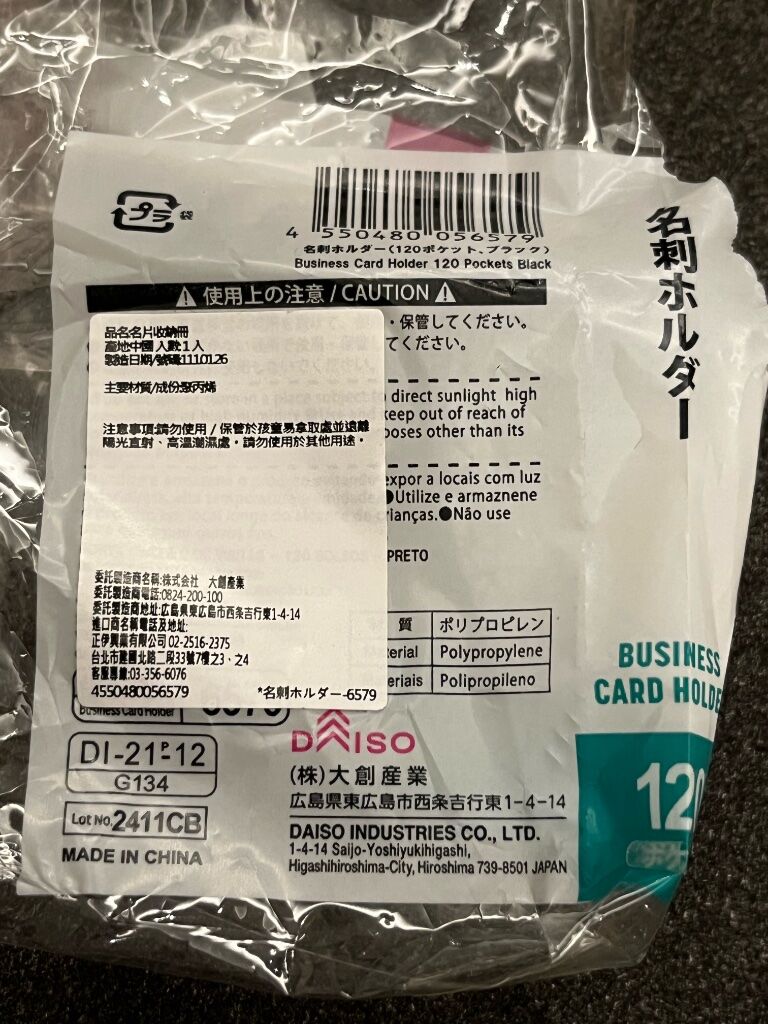 プラ 袋
4 550480 056579
名刺ホルダー(120ポケット、ブラック)
Business Card Holder 120 Pockets Black
使用上の注意 / CAUTION
・保管してください。
てください。
direct sunlight high
keep out of reach of
poses other than its
expor a locais com luz
●Utilize e armaznene
crianças.●Não use
PRETO
質 ポリプロピレン
terial Polypropylene
eriais Polipropileno
品名名片收納冊
產地中國 人數1人
製造日期/號碼1110126
主要材質/成份:聚丙烯
注意事項:請勿使用 / 保管於孩童易拿取處並遠離
陽光直射、高溫潮濕處。請勿使用於其他用途。
委託製造商名稱:株式会社 大創產業
委託製造商電話:0824-200-100
委託製造商地址:広島県東広島市西条吉行東1-4-14
進口商名稱電話及地址:
正伊興業有限公司 02-2516-2375
台北市建國北路二段33號7樓之3、之4
客服專線:03-356-6076
4550480056579 *名刺ホルダー-6579
Business Card Holder
DI-21P-12
G134
Lot No.2411CB
MADE IN CHINA
DAISO
(株)大創産業
広島県東広島市西条吉行東1-4-14
DAISO INDUSTRIES CO., LTD.
1-4-14 Saijo-Yoshiyukihigashi,
Higashihiroshima-City, Hiroshima 739-8501 JAPAN
名刺ホルダー
BUSINESS
CARD HOLDE
120